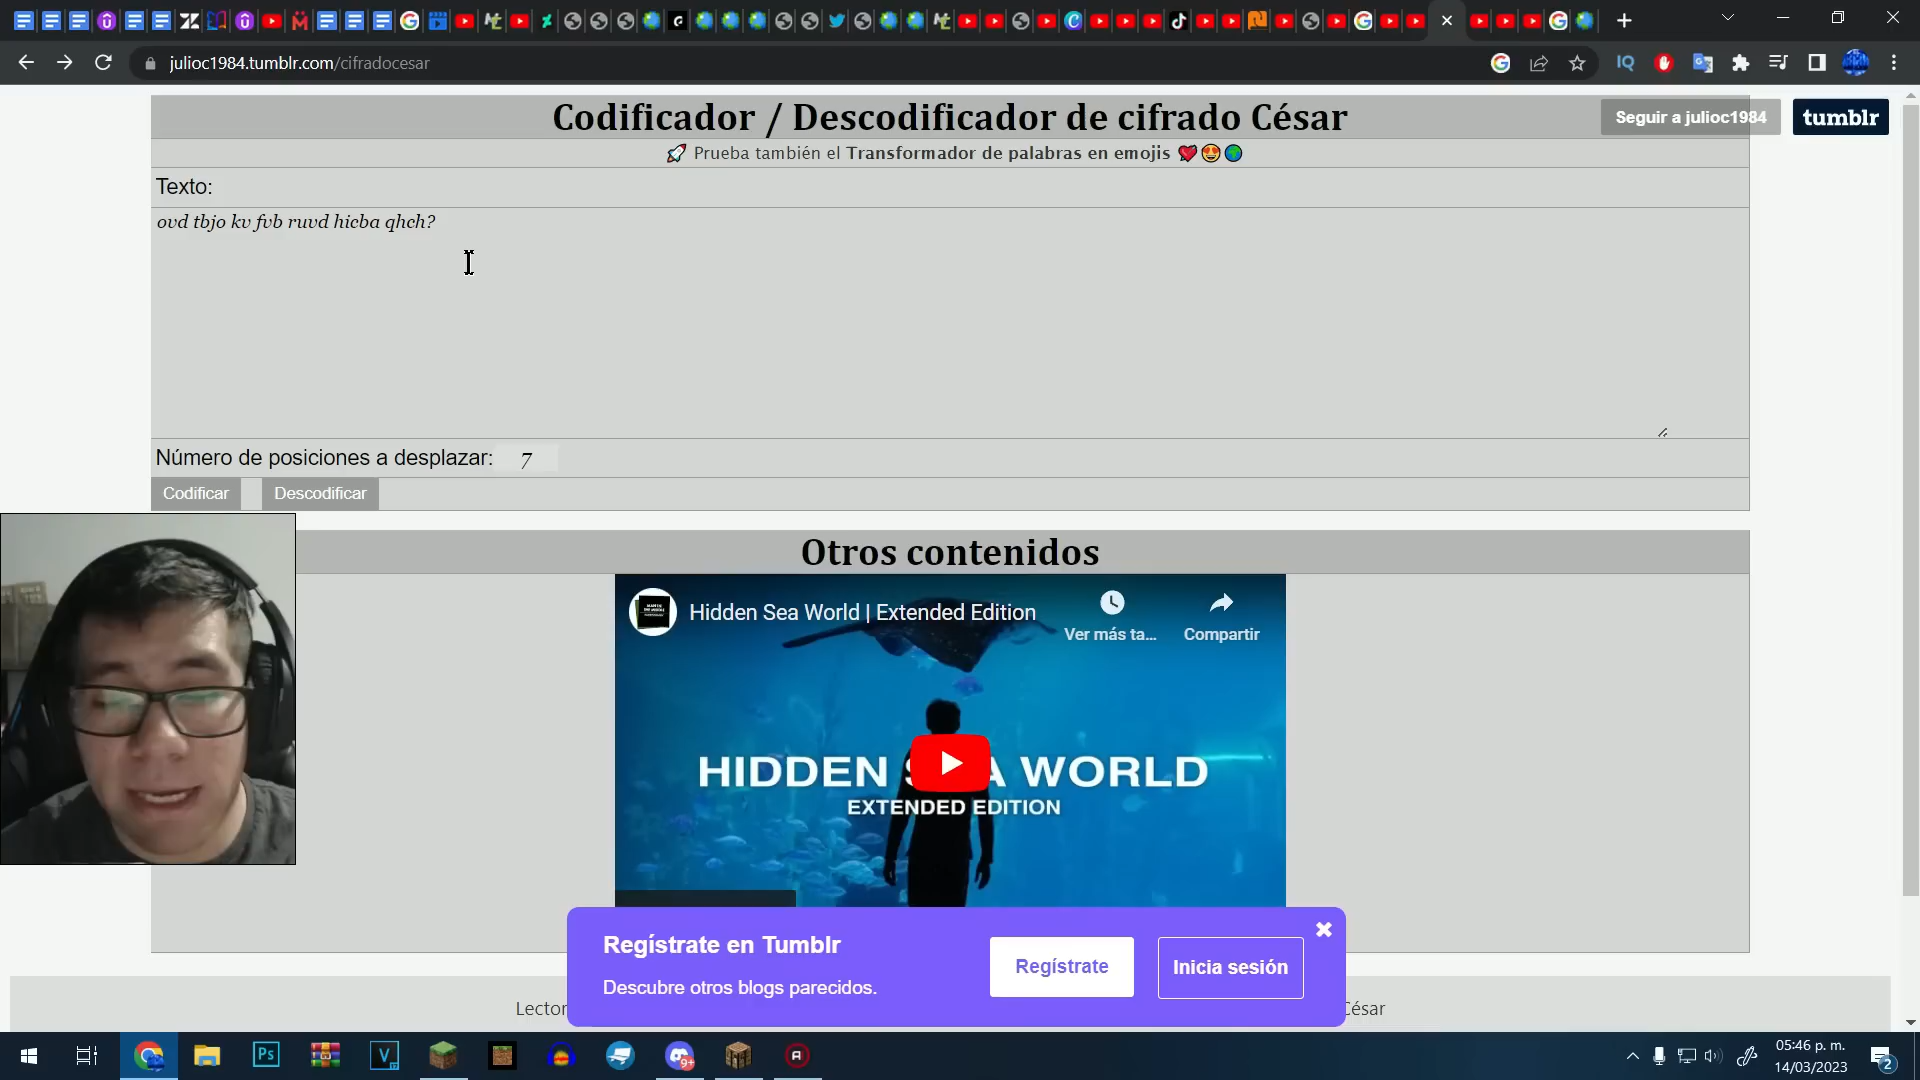 julioc1984.tumblr.com/cifradocesar
Codificador / Descodificador de cifrado César
Seguir a julioc1984
tumblr
🚀 Prueba también el Transformador de palabras en emojis 💘😍🌎
Texto:
ovd tbjo kv fvb ruvd hicba qhch?
Número de posiciones a desplazar: 7
Codificar
Descodificar
Otros contenidos
Hidden Sea World | Extended Edition
Ver más ta...
Compartir
HIDDEN SEA WORLD
EXTENDED EDITION
Regístrate en Tumblr
Descubre otros blogs parecidos.
Regístrate
Inicia sesión
Lector
César
05:46 p. m.
14/03/2023